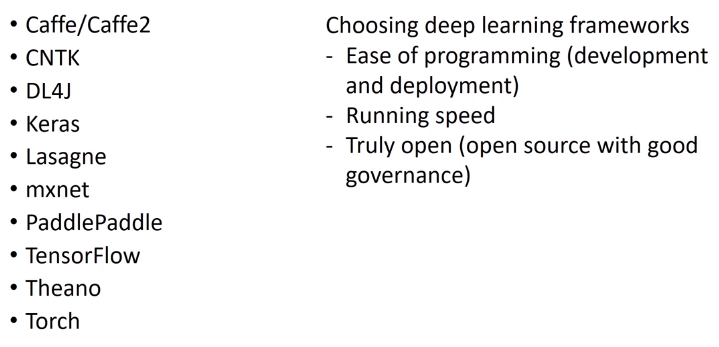 • Caffe/Caffe2
• CNTK
• DL4J
• Keras
• Lasagne
• mxnet
• PaddlePaddle
• TensorFlow
• Theano
• Torch
Choosing deep learning frameworks
- Ease of programming (development
and deployment)
- Running speed
- Truly open (open source with good
governance)